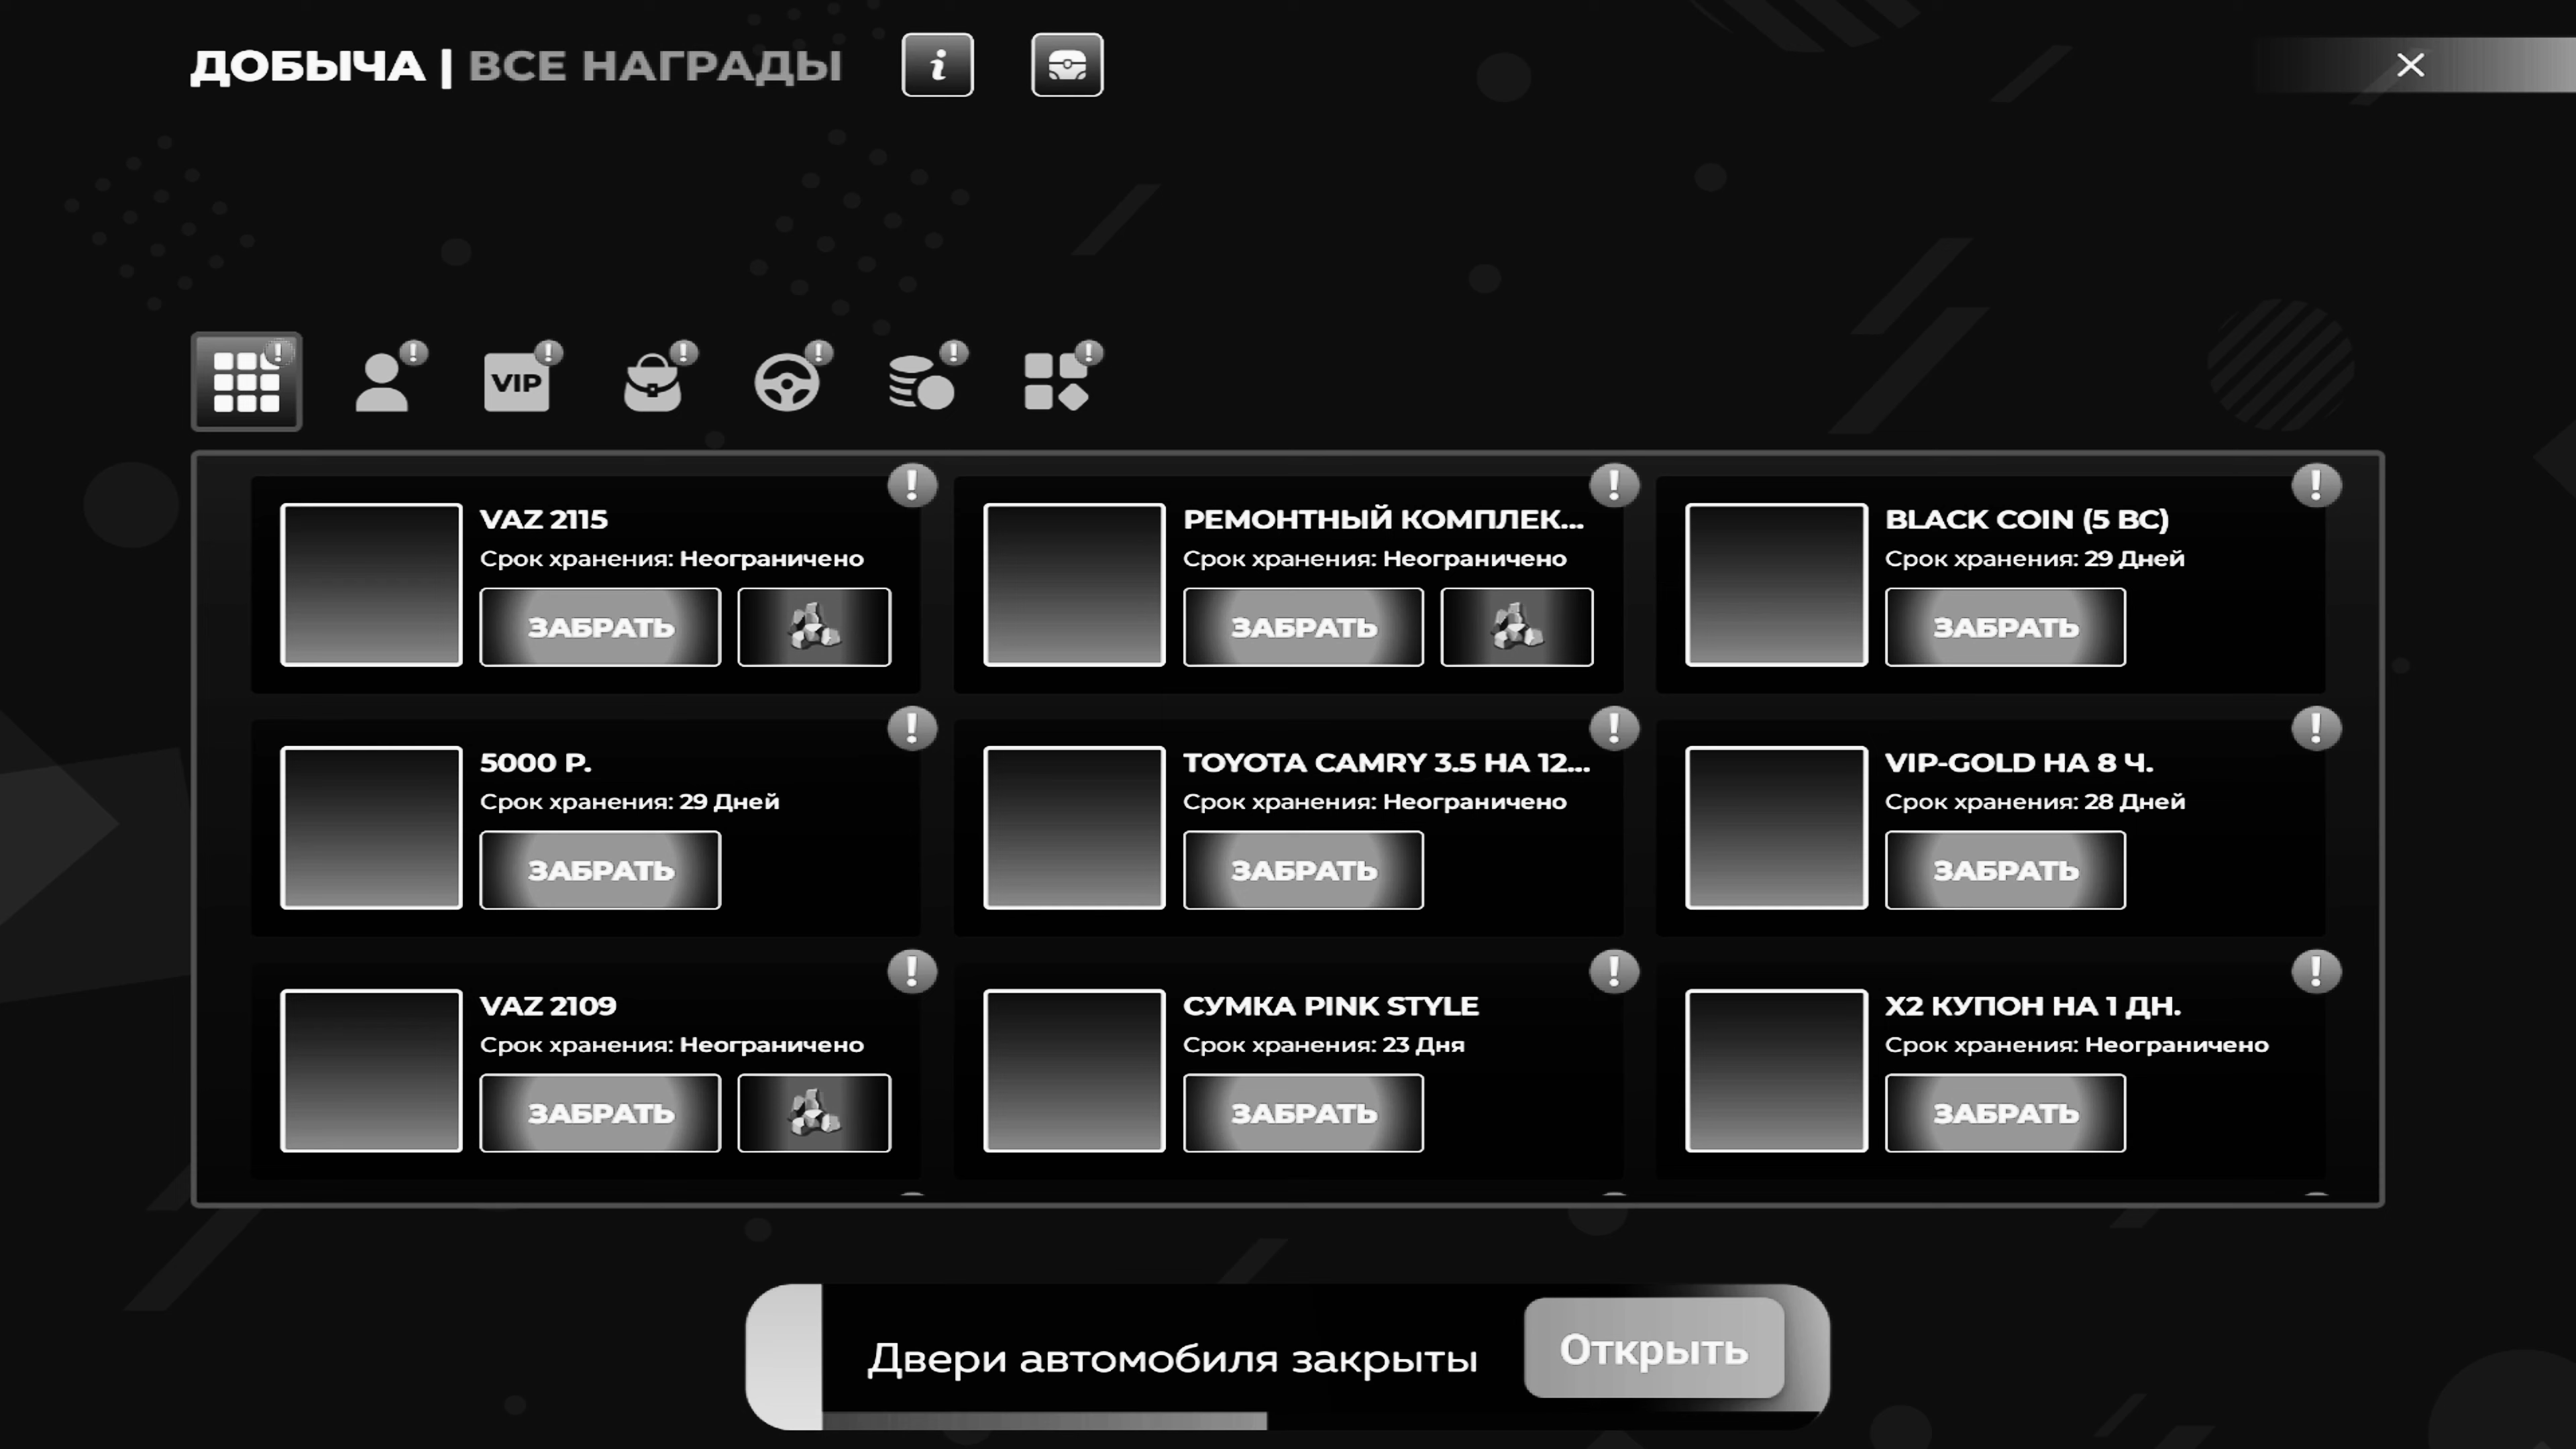 ДОБЫЧА | ВСЕ НАГРАДЫ
VIP
VAZ 2115
Срок хранения: Неограничено
ЗАБРАТЬ
РЕМОНТНЫЙ КОМПЛЕК...
Срок хранения: Неограничено
ЗАБРАТЬ
BLACK COIN (5 BC)
Срок хранения: 29 Дней
ЗАБРАТЬ
5000 Р.
Срок хранения: 29 Дней
ЗАБРАТЬ
TOYOTA CAMRY 3.5 НА 12...
Срок хранения: Неограничено
ЗАБРАТЬ
VIP-GOLD НА 8 Ч.
Срок хранения: 28 Дней
ЗАБРАТЬ
VAZ 2109
Срок хранения: Неограничено
ЗАБРАТЬ
СУМКА PINK STYLE
Срок хранения: 23 Дня
ЗАБРАТЬ
X2 КУПОН НА 1 ДН.
Срок хранения: Неограничено
ЗАБРАТЬ
Двери автомобиля закрыты
Открыть